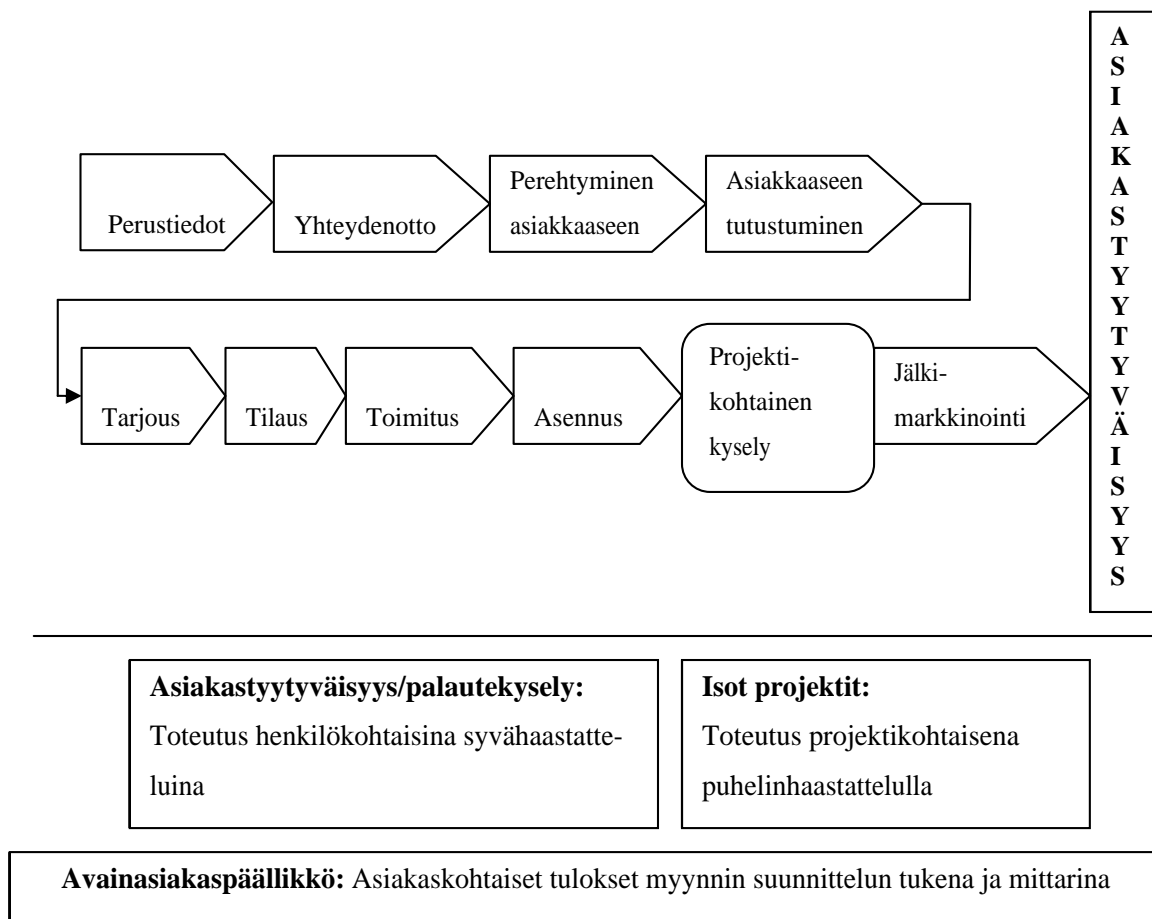 Perustiedot
Yhteydenotto
Perehtyminen
asiakkaaseen
Asiakkaaseen
tutustuminen
Tarjous
Tilaus
Toimitus
Asennus
Projekti-
kohtainen
kysely
Jälki-
markkinointi
A
S
I
A
K
A
S
T
Y
Y
T
Y
V
Ä
I
S
Y
Y
S
Asiakastyytyväisyys/palautekysely:
Toteutus henkilökohtaisina syvähaastatte-
luina
Isot projektit:
Toteutus projektikohtaisena
puhelinhaastattelulla
Avainasiakaspäällikkö: Asiakaskohtaiset tulokset myynnin suunnittelun tukena ja mittarina